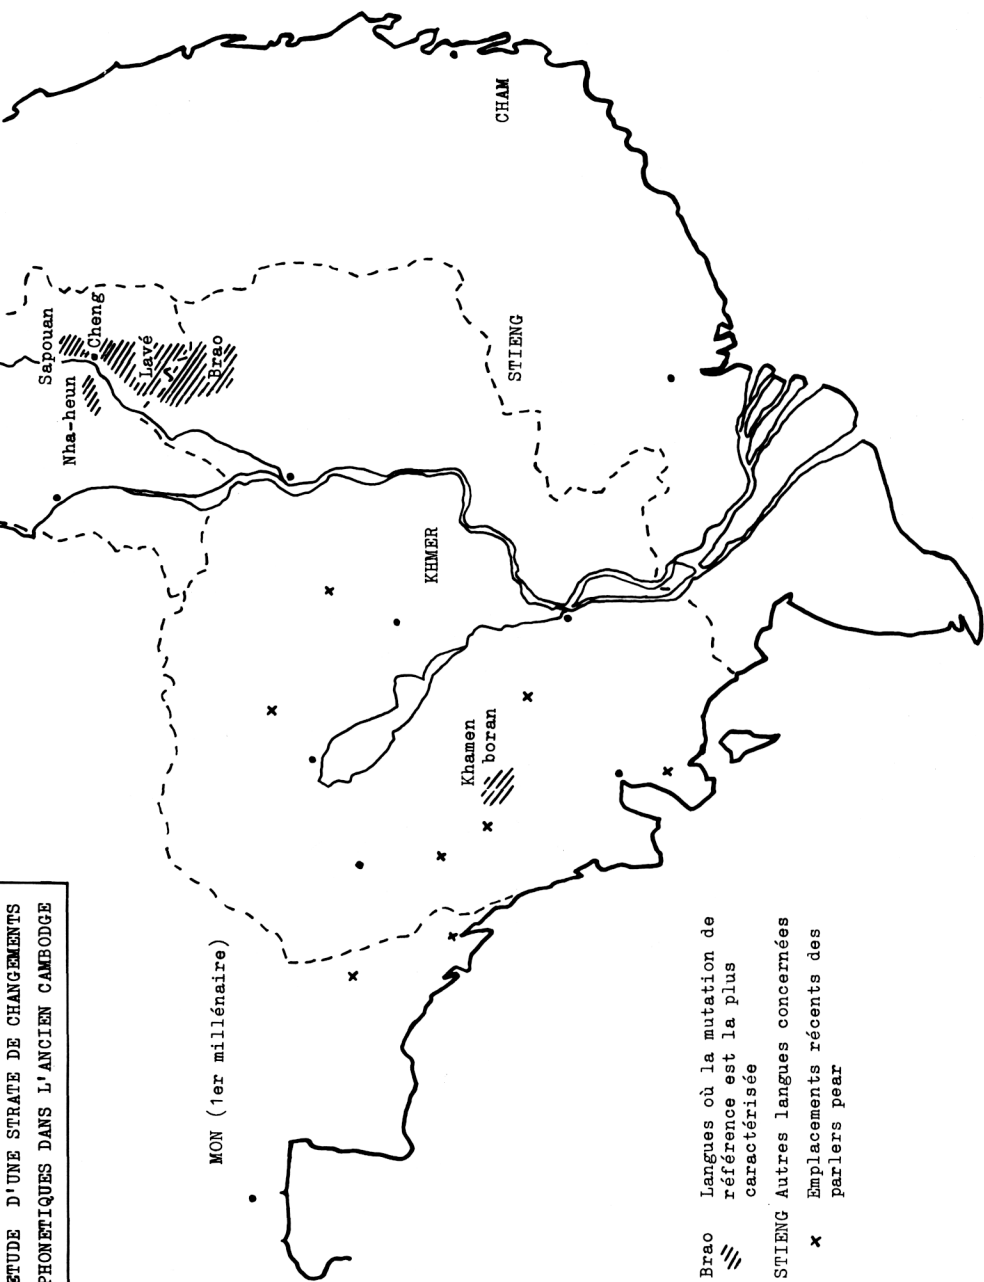 ETUDE D'UNE STRATE DE CHANGEMENTS
PHONETIQUES DANS L'ANCIEN CAMBODGE
MON (1er millénaire)
Nha-heun
Sapouan
Cheng
Lavé
Brao
KHMER
Khamen
boran
STIENG
CHAM
Brao Langues où la mutation de
référence est la plus
caractérisée
STIENG Autres langues concernées
x Emplacements récents des
parlers pear